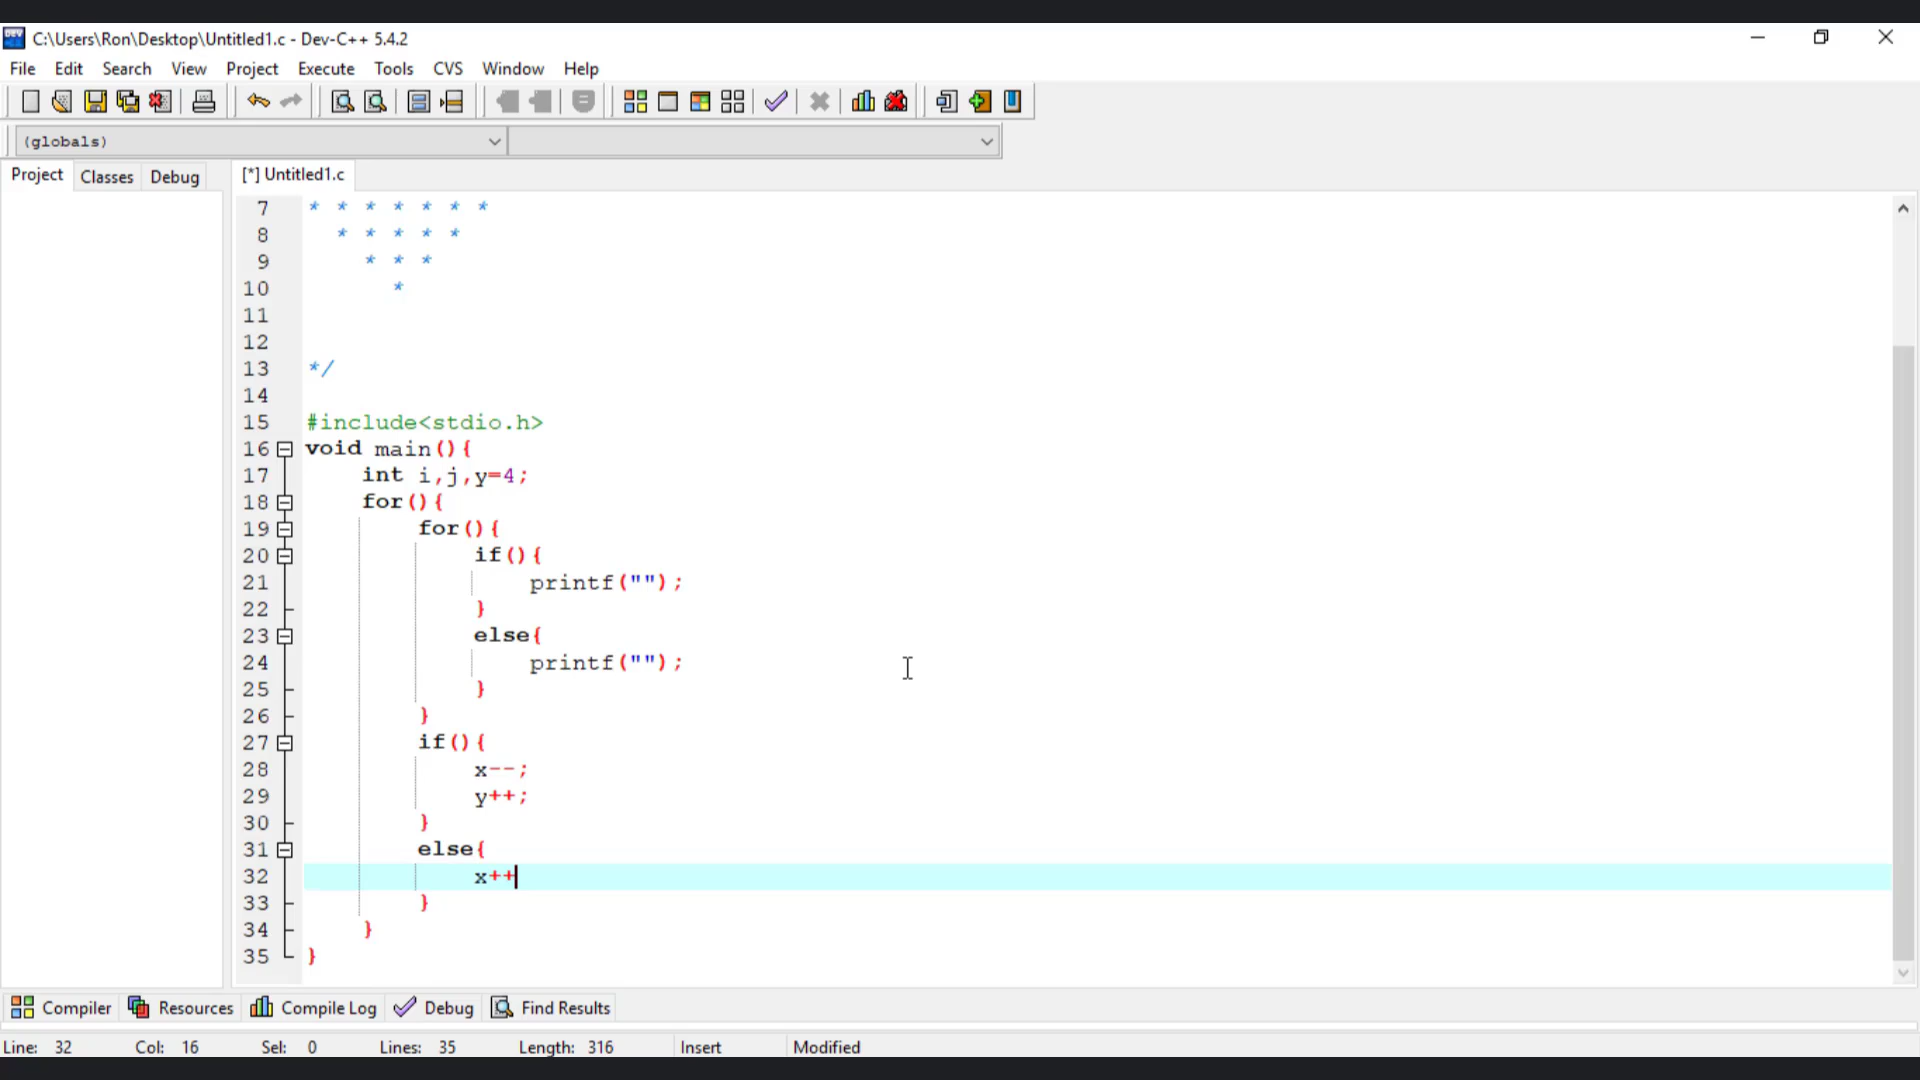 C:\Users\Ron\Desktop\Untitled1.c - Dev-C++ 5.4.2
File Edit Search View Project Execute Tools CVS Window Help
(globals)
Project Classes Debug [*] Untitled1.c
7 * * * * * * *
8 * * * * *
9 * * *
10 *
11
12
13 */
14
15 #include<stdio.h>
16 void main(){
17 int i,j,y=4;
18 for(){
19 for(){
20 if(){
21 printf("");
22 }
23 else{
24 printf("");
25 }
26 }
27 if(){
28 x--;
29 y++;
30 }
31 else{
32 x++
33 }
34 }
35 }
Compiler Resources Compile Log Debug Find Results
Line: 32 Col: 16 Sel: 0 Lines: 35 Length: 316 Insert Modified